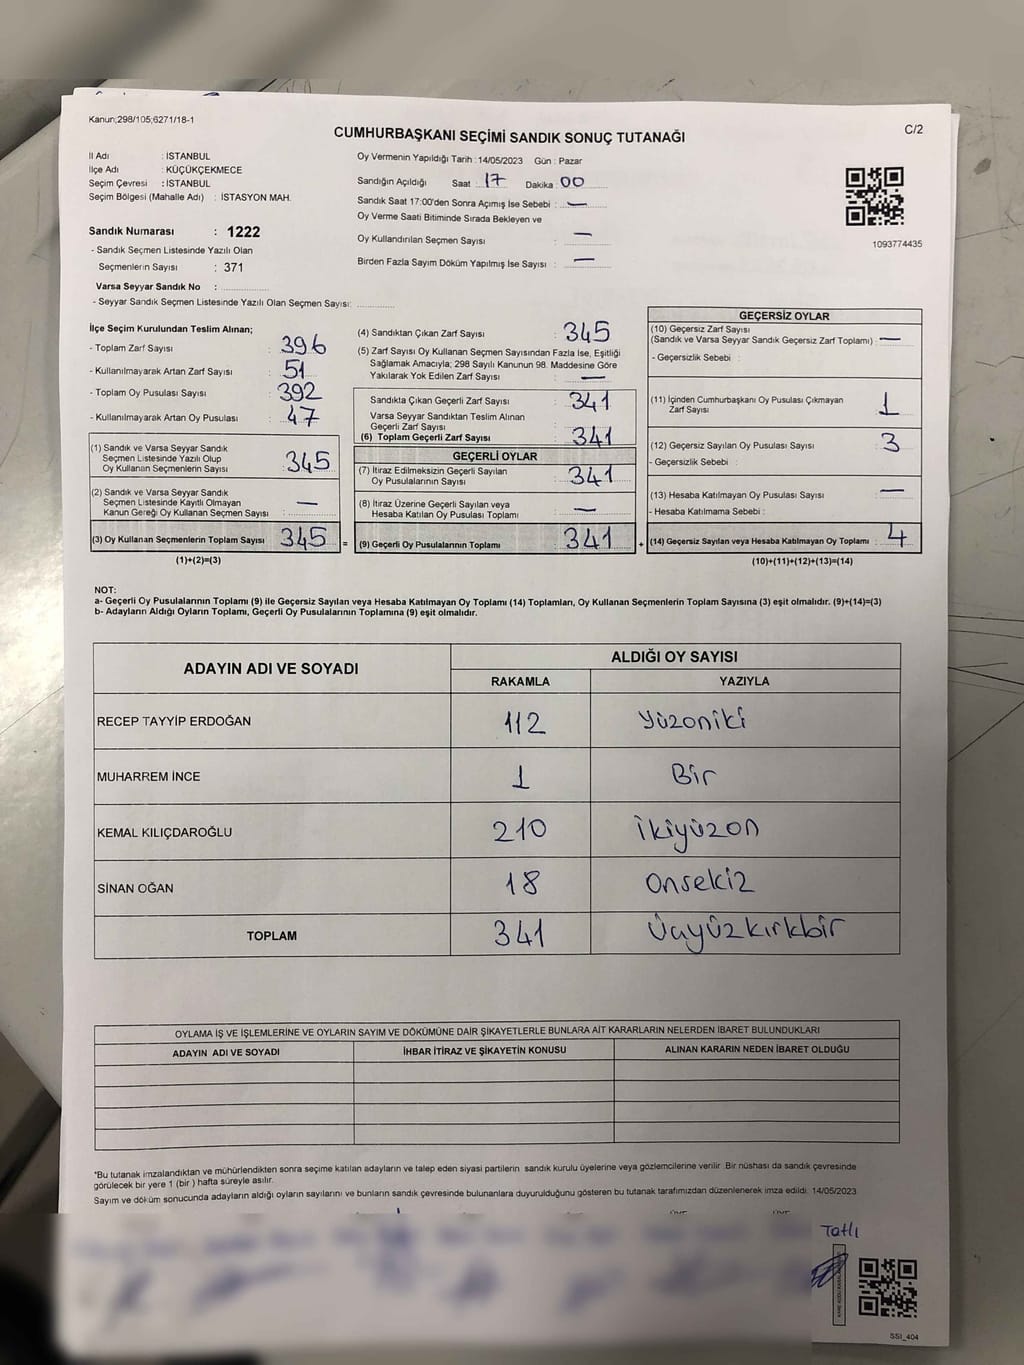 Kanun;298/105;6271/18-1
C/2
CUMHURBAŞKANI SEÇİMİ SANDIK SONUÇ TUTANAĞI
İl Adı : İSTANBUL
İlçe Adı : KÜÇÜKÇEKMECE
Seçim Çevresi : İSTANBUL
Seçim Bölgesi (Mahalle Adı) : İSTASYON MAH.
Sandık Numarası : 1222
- Sandık Seçmen Listesinde Yazılı Olan
Seçmenlerin Sayısı : 371
Varsa Seyyar Sandık No :
- Seyyar Sandık Seçmen Listesinde Yazılı Olan Seçmen Sayısı:
Oy Vermenin Yapıldığı Tarih : 14/05/2023 Gün : Pazar
Sandığın Açıldığı Saat : 17 Dakika : 00
Sandık Saat 17:00'den Sonra Açımış İse Sebebi : —
Oy Verme Saati Bitiminde Sırada Bekleyen ve
Oy Kullandırılan Seçmen Sayısı : —
Birden Fazla Sayım Döküm Yapılmış İse Sayısı : —
1093774435
İlçe Seçim Kurulundan Teslim Alınan;
- Toplam Zarf Sayısı : 396
- Kullanılmayarak Artan Zarf Sayısı : 51
- Toplam Oy Pusulası Sayısı : 392
- Kullanılmayarak Artan Oy Pusulası : 47
(1) Sandık ve Varsa Seyyar Sandık
Seçmen Listesinde Yazılı Olup
Oy Kullanan Seçmenlerin Sayısı : 345
(2) Sandık ve Varsa Seyyar Sandık
Seçmen Listesinde Kayıtlı Olmayan
Kanun Gereği Oy Kullanan Seçmen Sayısı : —
(3) Oy Kullanan Seçmenlerin Toplam Sayısı : 345 =
(1)+(2)=(3)
(4) Sandıktan Çıkan Zarf Sayısı : 345
(5) Zarf Sayısı Oy Kullanan Seçmen Sayısından Fazla İse, Eşitliği
Sağlamak Amacıyla; 298 Sayılı Kanunun 98. Maddesine Göre
Yakılarak Yok Edilen Zarf Sayısı : —
Sandıkta Çıkan Geçerli Zarf Sayısı : 341
Varsa Seyyar Sandıktan Teslim Alınan
Geçerli Zarf Sayısı :
(6) Toplam Geçerli Zarf Sayısı : 341
GEÇERLİ OYLAR
(7) İtiraz Edilmeksizin Geçerli Sayılan
Oy Pusulalarının Sayısı : 341
(8) İtiraz Üzerine Geçerli Sayılan veya
Hesaba Katılan Oy Pusulası Toplamı : —
(9) Geçerli Oy Pusulalarının Toplamı : 341 +
GEÇERSİZ OYLAR
(10) Geçersiz Zarf Sayısı
(Sandık ve Varsa Seyyar Sandık Geçersiz Zarf Toplamı) : —
- Geçersizlik Sebebi :
(11) İçinden Cumhurbaşkanı Oy Pusulası Çıkmayan
Zarf Sayısı : 1
(12) Geçersiz Sayılan Oy Pusulası Sayısı : 3
- Geçersizlik Sebebi :
(13) Hesaba Katılmayan Oy Pusulası Sayısı : —
- Hesaba Katılmama Sebebi :
(14) Geçersiz Sayılan veya Hesaba Katılmayan Oy Toplamı : 4
(10)+(11)+(12)+(13)=(14)
NOT:
a- Geçerli Oy Pusulalarının Toplamı (9) ile Geçersiz Sayılan veya Hesaba Katılmayan Oy Toplamı (14) Toplamları, Oy Kullanan Seçmenlerin Toplam Sayısına (3) eşit olmalıdır. (9)+(14)=(3)
b- Adayların Aldığı Oyların Toplamı, Geçerli Oy Pusulalarının Toplamına (9) eşit olmalıdır.
ADAYIN ADI VE SOYADI ALDIĞI OY SAYISI
RAKAMLA YAZIYLA
RECEP TAYYİP ERDOĞAN 112 Yüzoniki
MUHARREM İNCE 1 Bir
KEMAL KILIÇDAROĞLU 210 İkiyüzon
SİNAN OĞAN 18 Onsekiz
TOPLAM 341 Üçyüzkırkbir
OYLAMA İŞ VE İŞLEMLERİNE VE OYLARIN SAYIM VE DÖKÜMÜNE DAİR ŞİKAYETLERLE BUNLARA AİT KARARLARIN NELERDEN İBARET BULUNDUKLARI
ADAYIN ADI VE SOYADI İHBAR İTİRAZ VE ŞİKAYETİN KONUSU ALINAN KARARIN NEDEN İBARET OLDUĞU
*Bu tutanak imzalandıktan ve mühürlendikten sonra seçime katılan adayların ve talep eden siyasi partilerin sandık kurulu üyelerine veya gözlemcilerine verilir. Bir nüshası da sandık çevresinde
görülecek bir yere 1 (bir ) hafta süreyle asılır.
Sayım ve döküm sonucunda adayların aldığı oyların sayılarını ve bunların sandık çevresinde bulunanlara duyurulduğunu gösteren bu tutanak tarafımızdan düzenlenerek imza edildi. 14/05/2023
Tatlı
SSI_404